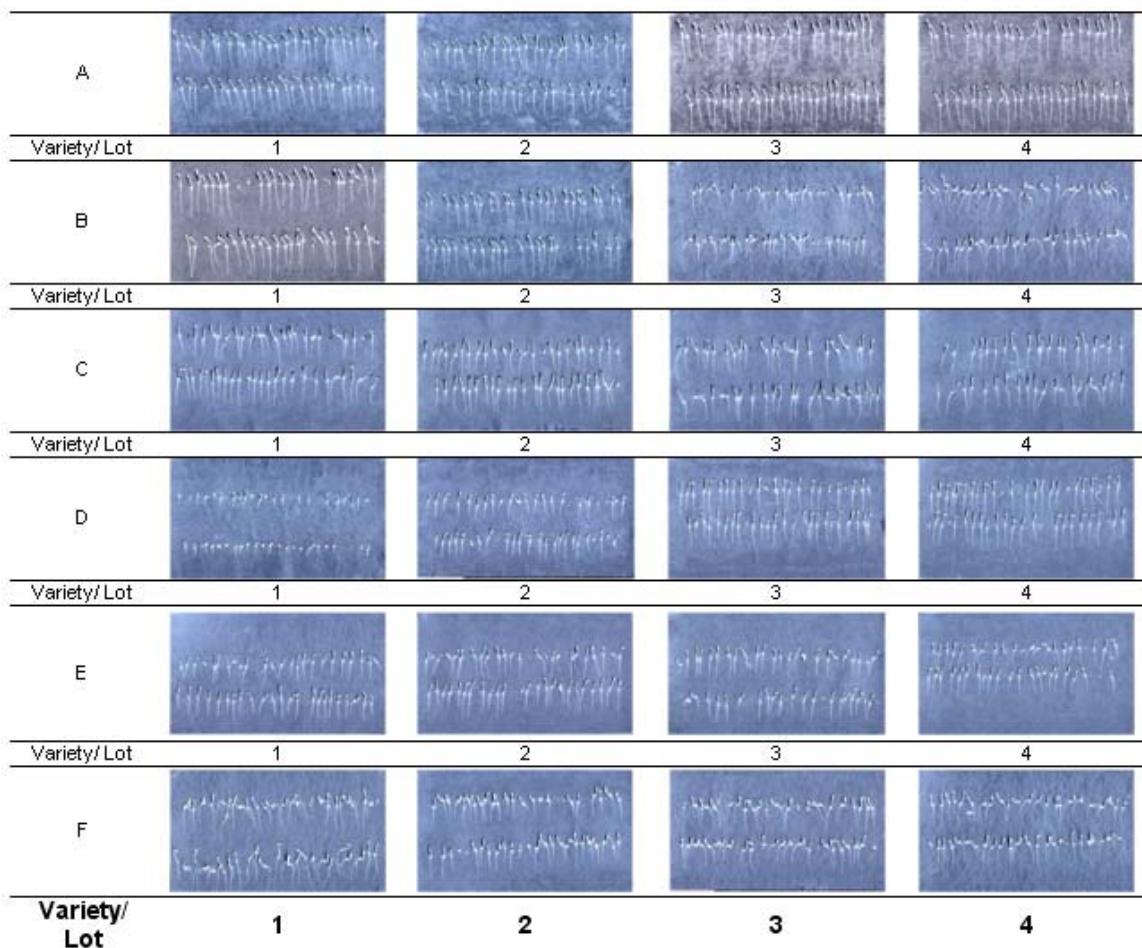 A
Variety/ Lot 1 2 3 4
B
Variety/ Lot 1 2 3 4
C
Variety/ Lot 1 2 3 4
D
Variety/ Lot 1 2 3 4
E
Variety/ Lot 1 2 3 4
F
Variety/
Lot 1 2 3 4